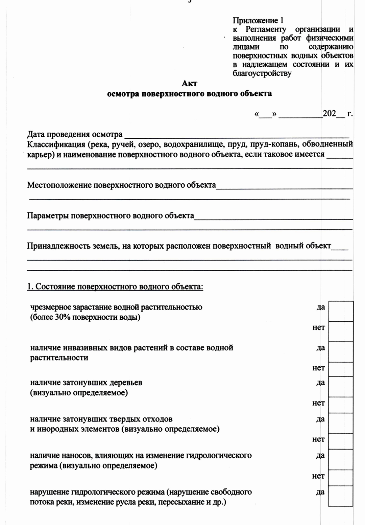 Приложение 1
к Регламенту организации и
выполнения работ физическими
лицами по содержанию
поверхностных водных объектов
в надлежащем состоянии и их
благоустройству
Акт
осмотра поверхностного водного объекта
«___» __________202__ г.
Дата проведения осмотра
Классификация (река, ручей, озеро, водохранилище, пруд, пруд-копань, обводненный
карьер) и наименование поверхностного водного объекта, если таковое имеется
Местоположение поверхностного водного объекта
Параметры поверхностного водного объекта
Принадлежность земель, на которых расположен поверхностный водный объект
1. Состояние поверхностного водного объекта:
чрезмерное зарастание водной растительностью да
(более 30% поверхности воды)
нет
наличие инвазивных видов растений в составе водной да
растительности
нет
наличие затонувших деревьев да
(визуально определяемое)
нет
наличие затонувших твердых отходов да
и инородных элементов (визуально определяемое)
нет
наличие наносов, влияющих на изменение гидрологического да
режима (визуально определяемое)
нет
нарушение гидрологического режима (нарушение свободного да
потока реки, изменение русла реки, пересыхание и др.)